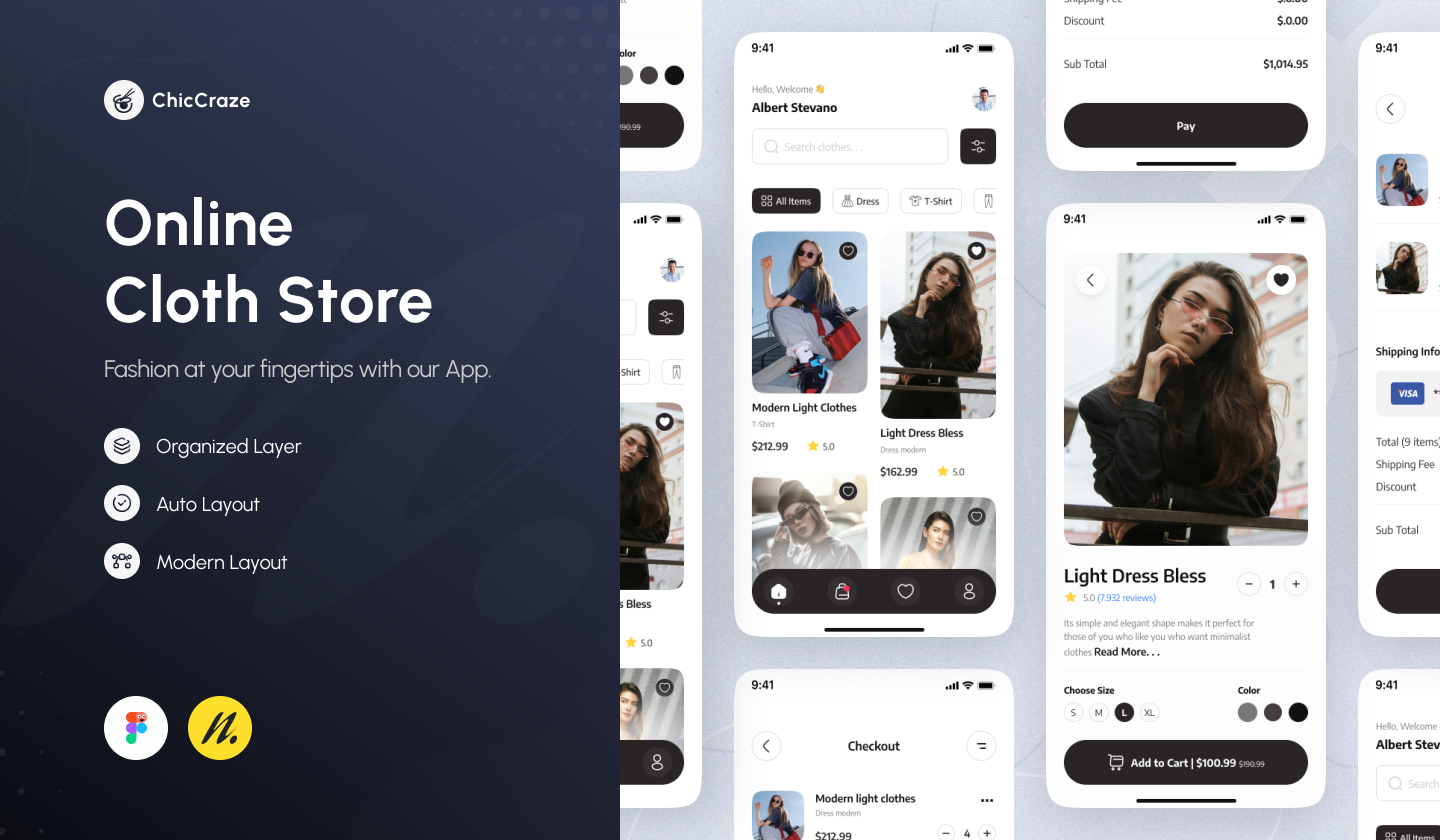 ChicCraze
Online
Cloth Store
Fashion at your fingertips with our App.
Organized Layer
Auto Layout
Modern Layout
$190.99
Shirt
5.0
9:41
Hello, Welcome 👋
Albert Stevano
Search clothes. . .
All Items
Dress
T-Shirt
Modern Light Clothes
T-Shirt
$212.99
5.0
Light Dress Bless
Dress modern
$162.99
5.0
9:41
Checkout
Modern light clothes
Dress modern
$212.99
4
Shipping Fee
$.0.00
Discount
$.0.00
Sub Total
$1,014.95
Pay
9:41
Light Dress Bless
5.0 (7.932 reviews)
1
Its simple and elegant shape makes it perfect for
those of you who like you who want minimalist
clothes Read More. . .
Choose Size
Color
S
M
L
XL
Add to Cart | $100.99 $190.99
9:41
Shipping Info
VISA
Total (9 items)
Shipping Fee
Discount
Sub Total
9:41
Hello, Welcome
Albert Stev
Search
All Items